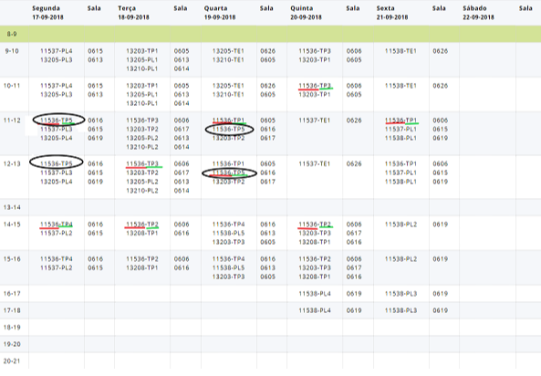 Segunda 17-09-2018 Sala Terça 18-09-2018 Sala Quarta 19-09-2018 Sala Quinta 20-09-2018 Sala Sexta 21-09-2018 Sala Sábado 22-09-2018 Sala
8-9
9-10 11537-PL4 0615 13203-TP1 0605 13205-TE1 0626 11536-TP3 0606 11538-TE1 0626
13205-PL3 0613 13205-PL1 0613 13210-TE1 0605 13203-TP1 0605
13210-PL1 0614
10-11 11537-PL4 0615 13203-TP1 0605 13205-TE1 0626 11536-TP3 0606 11538-TE1 0626
13205-PL3 0613 13205-PL1 0613 13210-TE1 0605 13203-TP1 0605
13210-PL1 0614
11-12 11536-TP5 0616 11536-TP3 0606 11536-TP1 0605 11537-TE1 0626 11536-TP1 0606
11537-PL3 0615 13203-TP2 0617 11536-TP5 0616 11537-PL1 0615
13205-PL4 0619 13205-PL2 0613 13203-TP2 0617 11538-PL1 0619
13210-PL2 0614
12-13 11536-TP5 0616 11536-TP3 0606 11536-TP1 0605 11537-TE1 0626 11536-TP1 0606
11537-PL3 0615 13203-TP2 0617 11536-TP5 0616 11537-PL1 0615
13205-PL4 0619 13205-PL2 0613 13203-TP2 0617 11538-PL1 0619
13210-PL2 0614
13-14
14-15 11536-TP4 0616 11536-TP2 0606 11536-TP4 0616 11536-TP2 0606 11538-PL2 0619
11537-PL2 0615 13208-TP1 0616 11538-PL5 0613 13203-TP3 0617
13203-TP3 0605 13208-TP1 0616
15-16 11536-TP4 0616 11536-TP2 0606 11536-TP4 0616 11536-TP2 0606 11538-PL2 0619
11537-PL2 0615 13208-TP1 0616 11538-PL5 0613 13203-TP3 0617
13203-TP3 0605 13208-TP1 0616
16-17 11538-PL4 0619 11538-PL3 0619
17-18 11538-PL4 0619 11538-PL3 0619
18-19
19-20
20-21